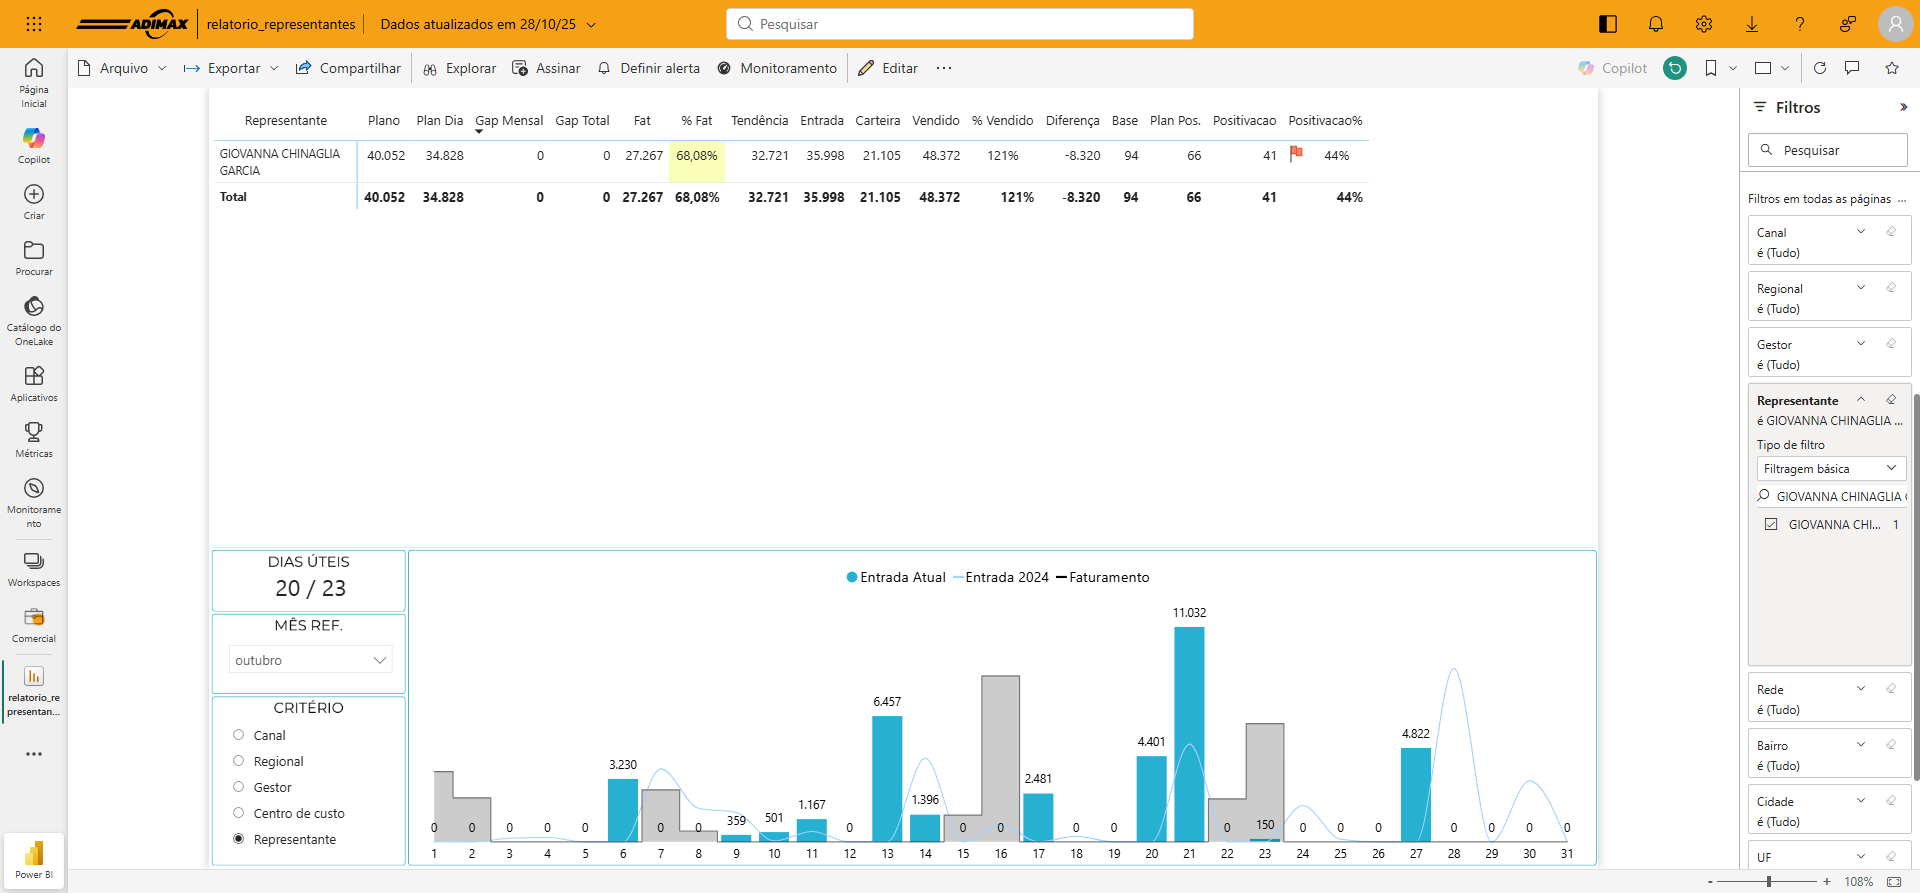 ADIMAX
relatorio_representantes
Dados atualizados em 28/10/25
Pesquisar
Arquivo
Exportar
Compartilhar
Explorar
Assinar
Definir alerta
Monitoramento
Editar
Copilot
Página
Inicial
Copilot
Criar
Procurar
Catálogo do
OneLake
Aplicativos
Métricas
Monitorame
nto
Workspaces
Comercial
relatorio_re
presentan...
Power BI
Representante Plano Plan Dia Gap Mensal Gap Total Fat % Fat Tendência Entrada Carteira Vendido % Vendido Diferença Base Plan Pos. Positivacao Positivacao%
GIOVANNA CHINAGLIA
GARCIA
40.052 34.828 0 0 27.267 68,08% 32.721 35.998 21.105 48.372 121% -8.320 94 66 41 44%
Total 40.052 34.828 0 0 27.267 68,08% 32.721 35.998 21.105 48.372 121% -8.320 94 66 41 44%
DIAS ÚTEIS
20 / 23
MÊS REF.
outubro
CRITÉRIO
Canal
Regional
Gestor
Centro de custo
Representante
Entrada Atual Entrada 2024 Faturamento
0 0 0 0 0 3.230 0 0 359 501 1.167 0 6.457 1.396 0 0 2.481 0 0 4.401 11.032 0 150 0 0 0 4.822 0 0 0 0
1 2 3 4 5 6 7 8 9 10 11 12 13 14 15 16 17 18 19 20 21 22 23 24 25 26 27 28 29 30 31
Filtros
Pesquisar
Filtros em todas as páginas ...
Canal
é (Tudo)
Regional
é (Tudo)
Gestor
é (Tudo)
Representante
é GIOVANNA CHINAGLIA ...
Tipo de filtro
Filtragem básica
GIOVANNA CHINAGLIA
GIOVANNA CHI... 1
Rede
é (Tudo)
Bairro
é (Tudo)
Cidade
é (Tudo)
UF
- + 108%